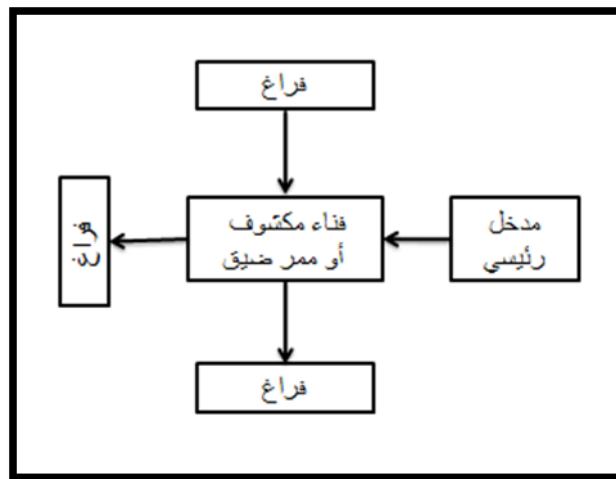 فراغ
مدخل
رئيسي
فناء مكشوف
أو ممر ضيق
فراغ
فراغ